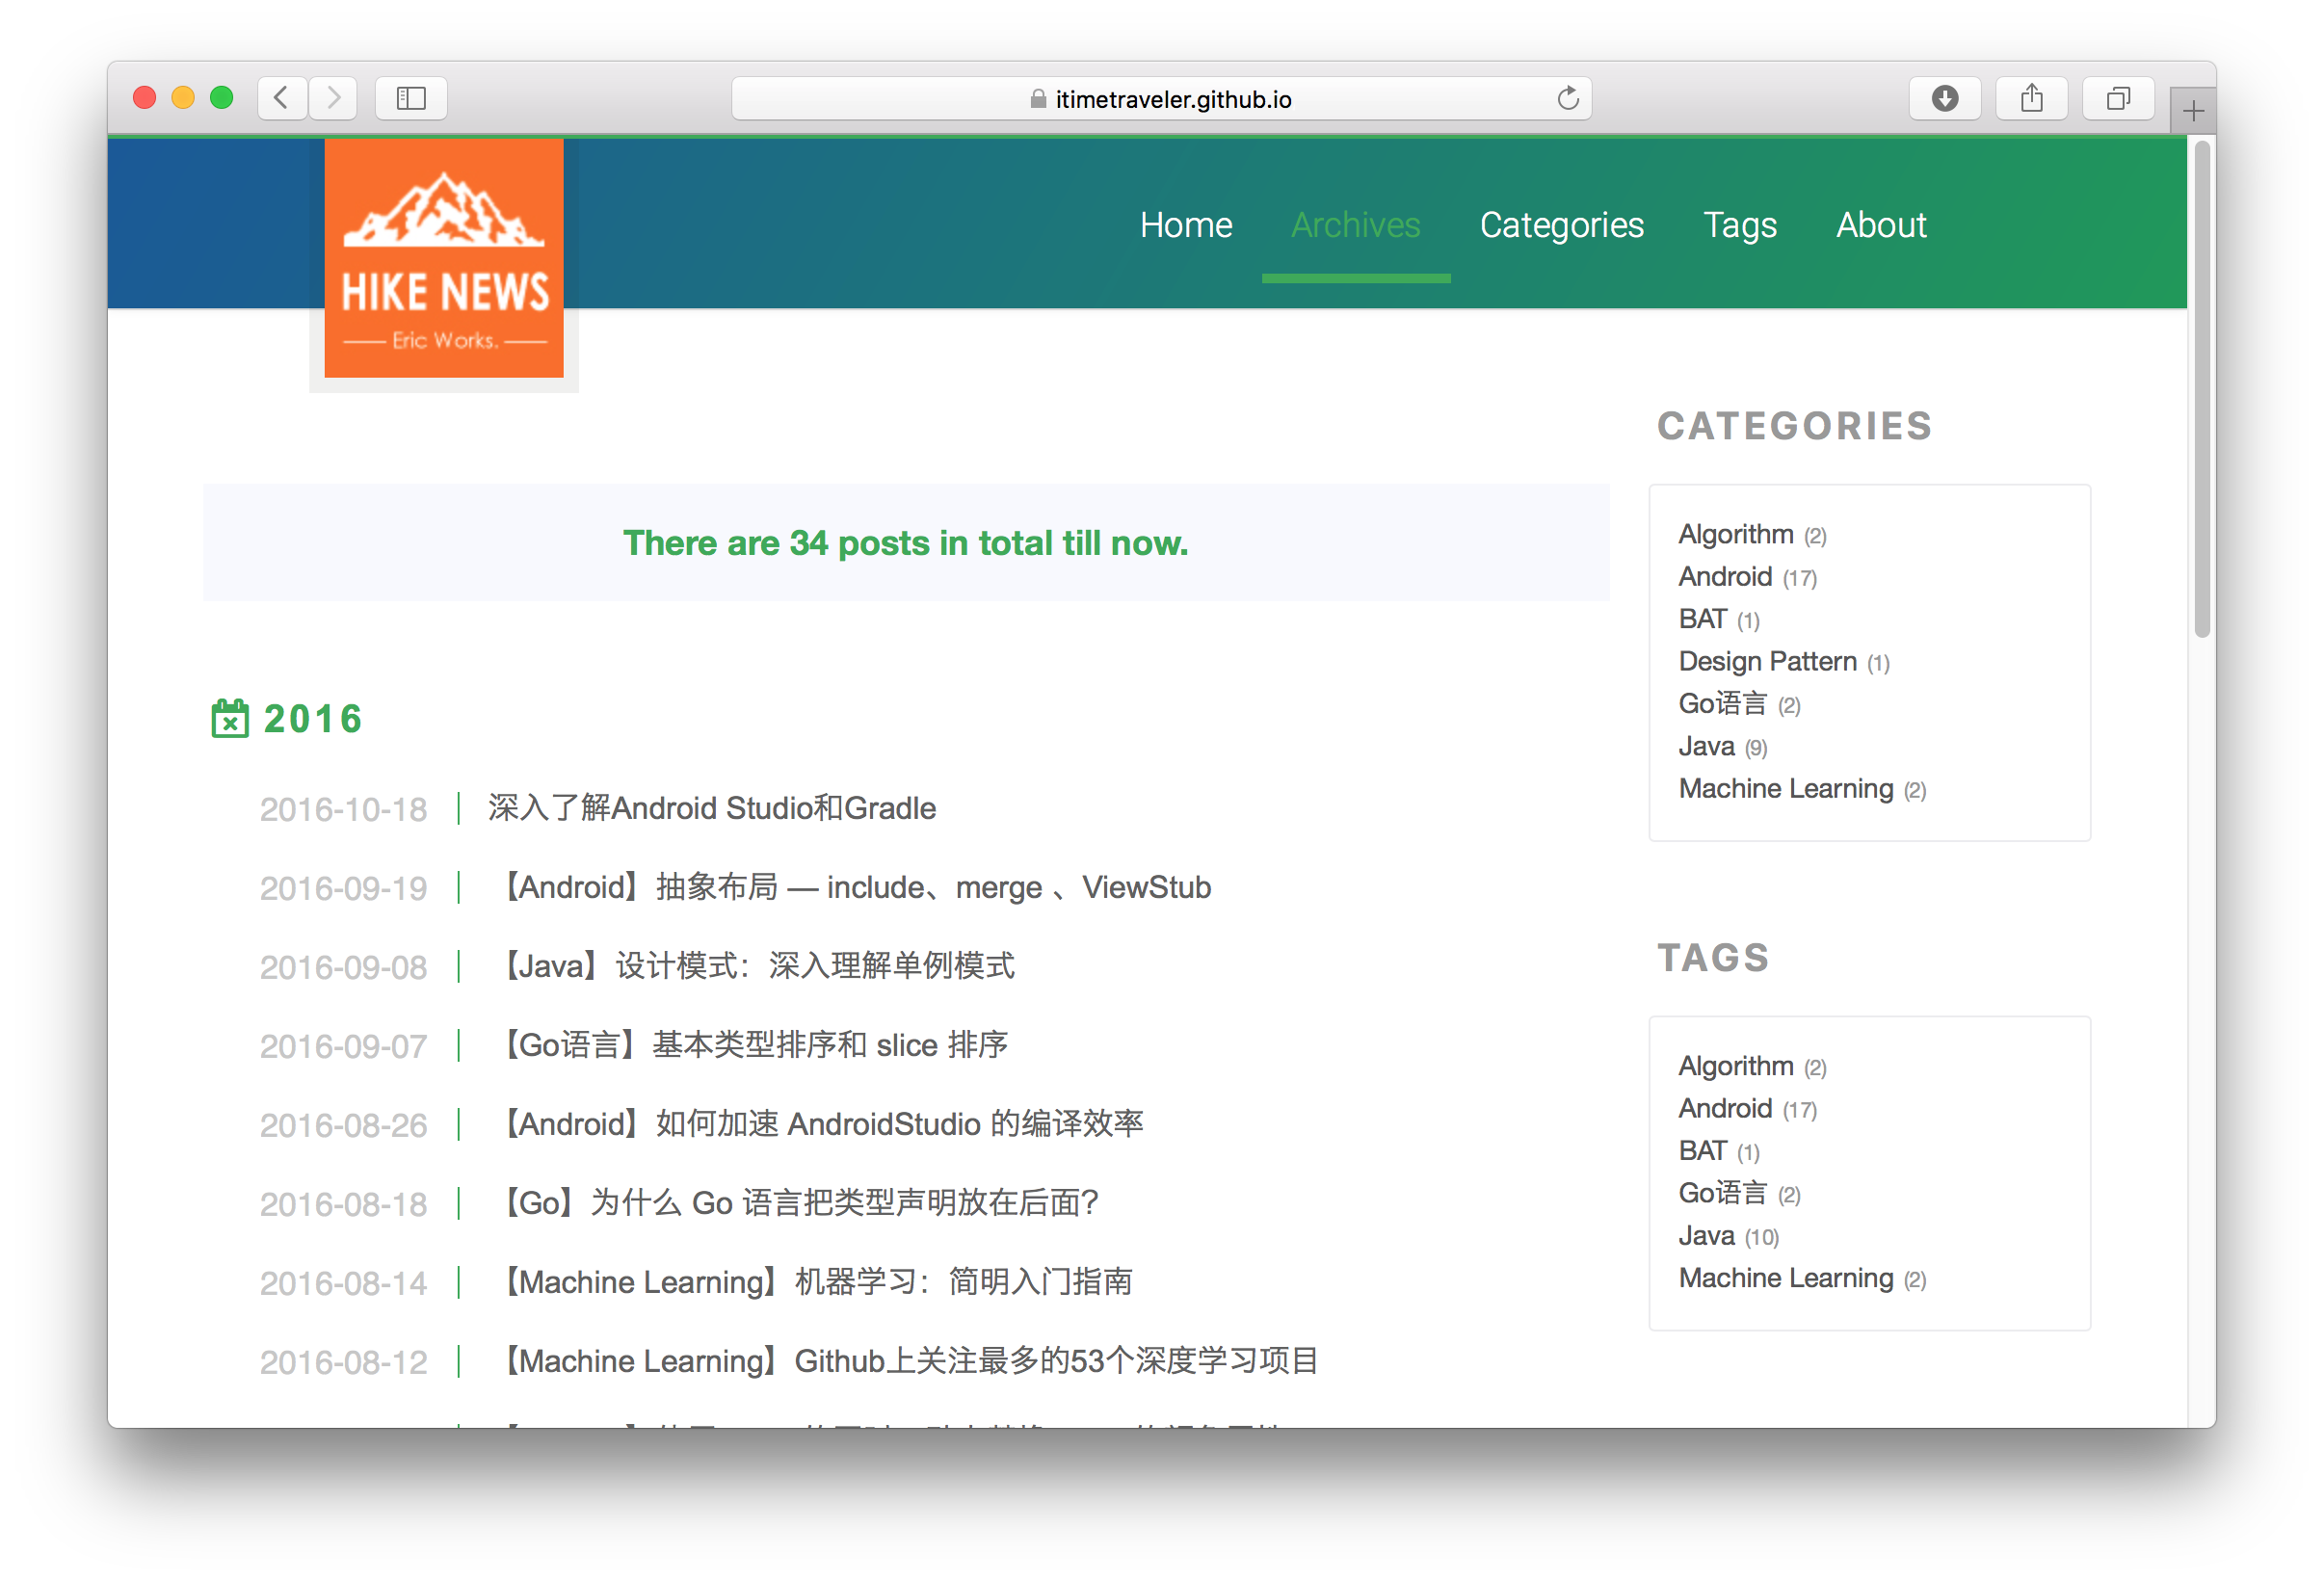 itimetraveler.github.io
HIKE NEWS
Eric Works.
Home Archives Categories Tags About
There are 34 posts in total till now.
2016
2016-10-18 深入了解Android Studio和Gradle
2016-09-19 【Android】抽象布局 — include、merge 、ViewStub
2016-09-08 【Java】设计模式：深入理解单例模式
2016-09-07 【Go语言】基本类型排序和 slice 排序
2016-08-26 【Android】如何加速 AndroidStudio 的编译效率
2016-08-18 【Go】为什么 Go 语言把类型声明放在后面？
2016-08-14 【Machine Learning】机器学习：简明入门指南
2016-08-12 【Machine Learning】Github上关注最多的53个深度学习项目
CATEGORIES
Algorithm (2)
Android (17)
BAT (1)
Design Pattern (1)
Go语言 (2)
Java (9)
Machine Learning (2)
TAGS
Algorithm (2)
Android (17)
BAT (1)
Go语言 (2)
Java (10)
Machine Learning (2)